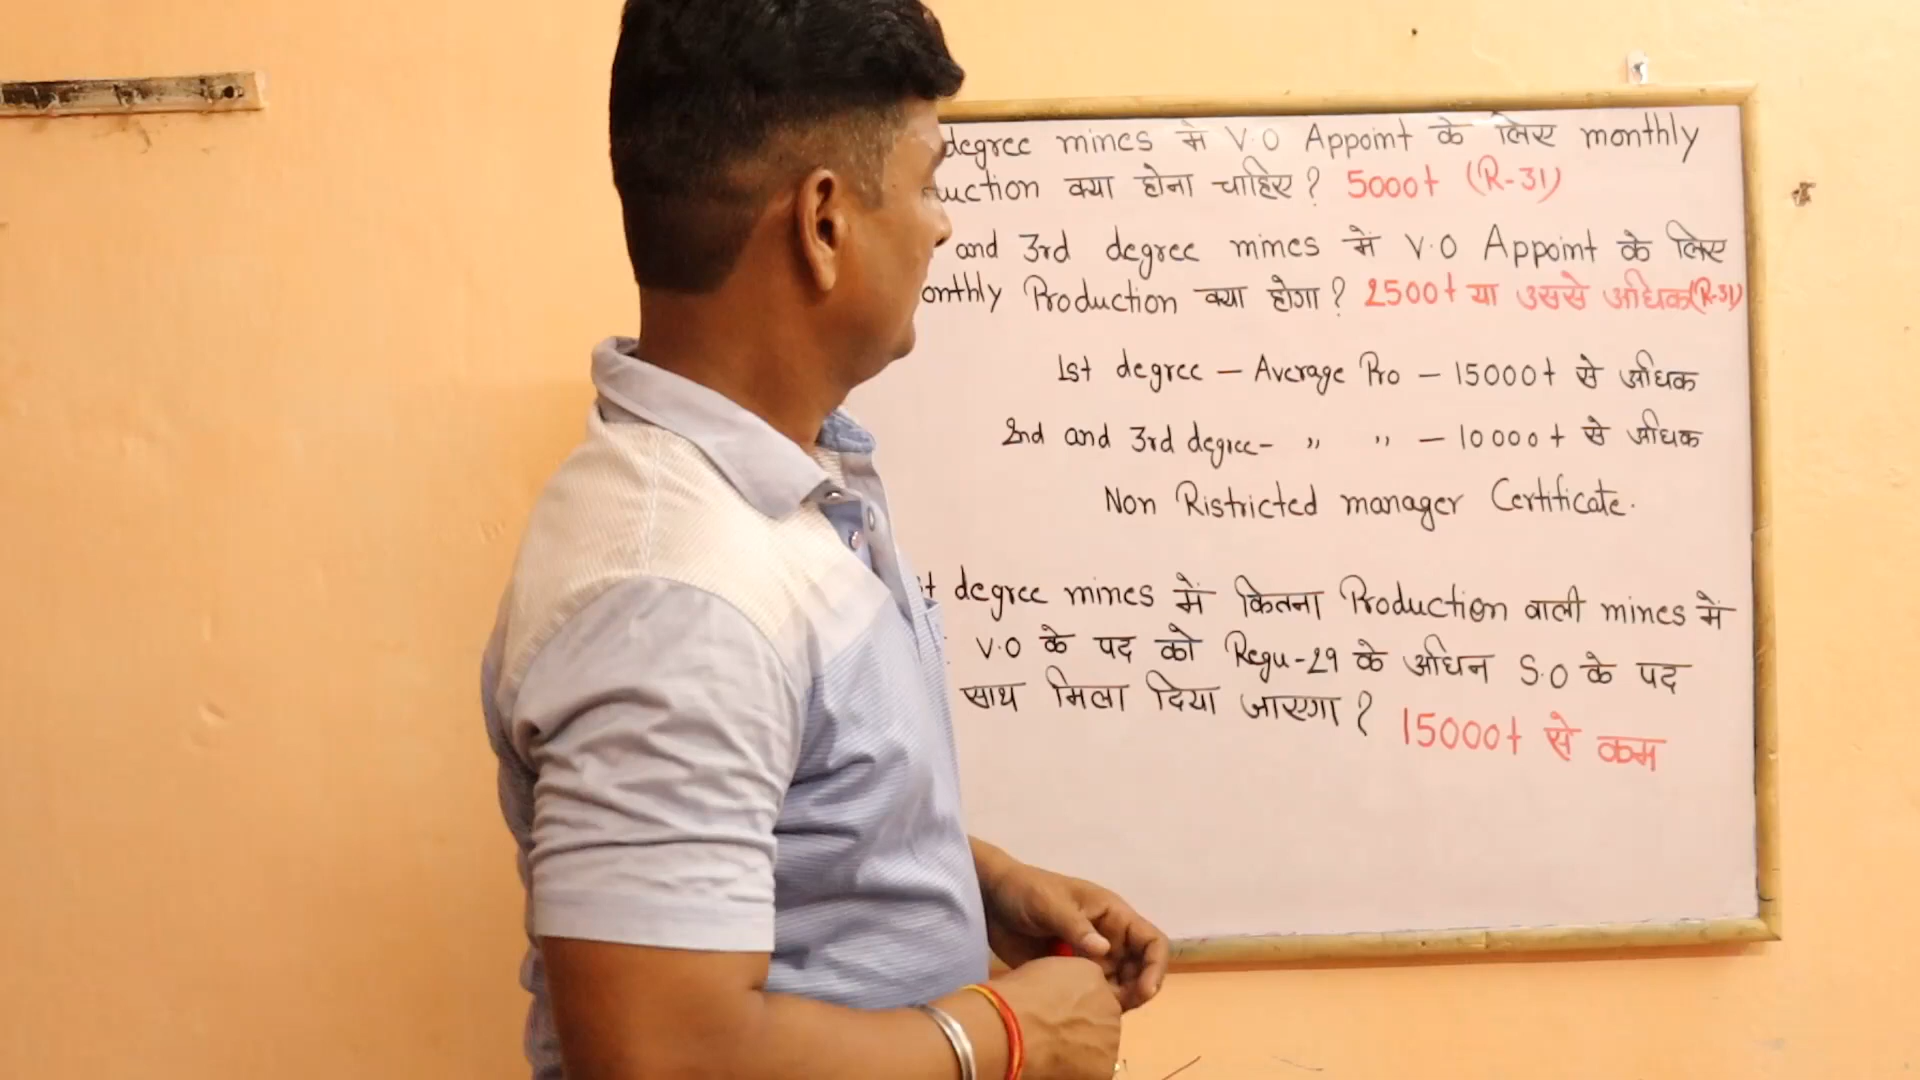 degree mines में V.O Appoint के लिए monthly
uction क्या होना चाहिए? 5000t (R-31)
and 3rd degree mines में V.O Appoint के लिए
onthly Production क्या होगा? 2500t या उससे अधिक(R-31)
1st degree – Average Pro – 15000t से अधिक
2nd and 3rd degree- ,, ,, – 10000t से अधिक
Non Ristricted manager Certificate.
t degree mines में कितना Production वाली mines में
V.O के पद को Regu-29 के अधिन S.O के पद
साथ मिला दिया जाएगा? 15000t से कम